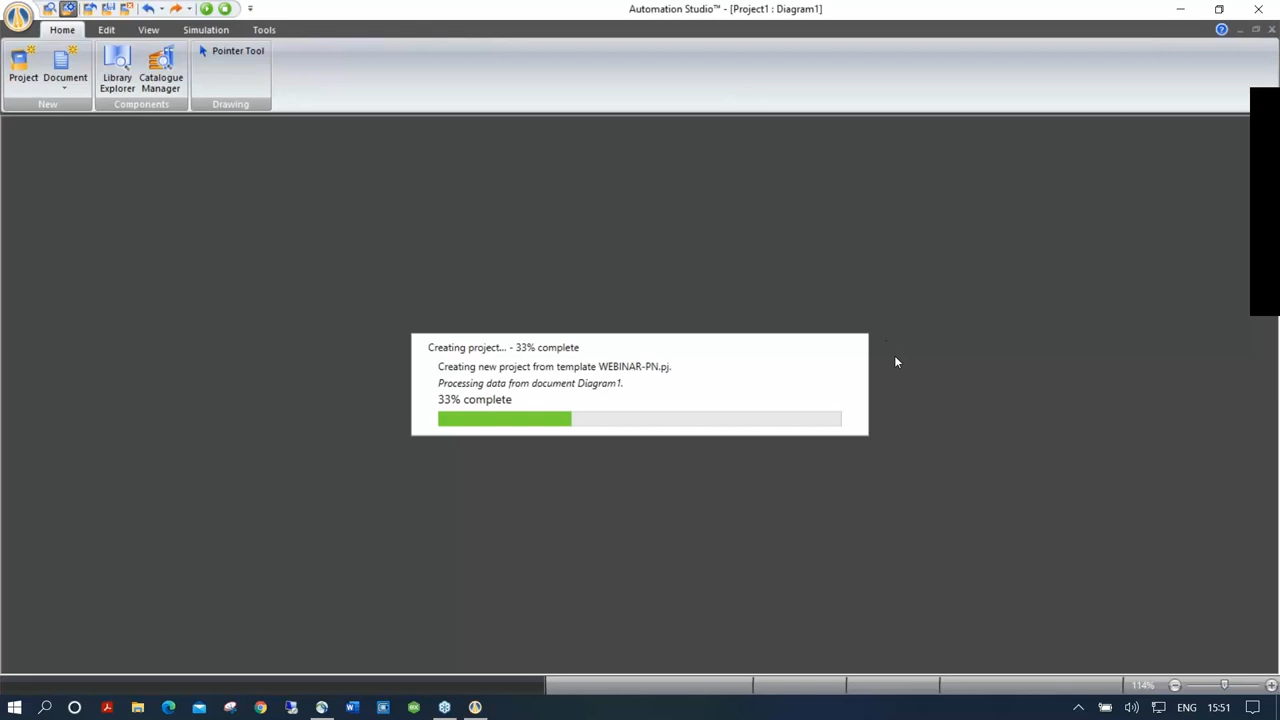 Automation Studio™ - [Project1 : Diagram1]
Home Edit View Simulation Tools
Pointer Tool
Project Document Library Explorer Catalogue Manager
New Components Drawing
Creating project... - 33% complete
Creating new project from template WEBINAR-PN.pj.
Processing data from document Diagram1.
33% complete
114%
ENG 15:51